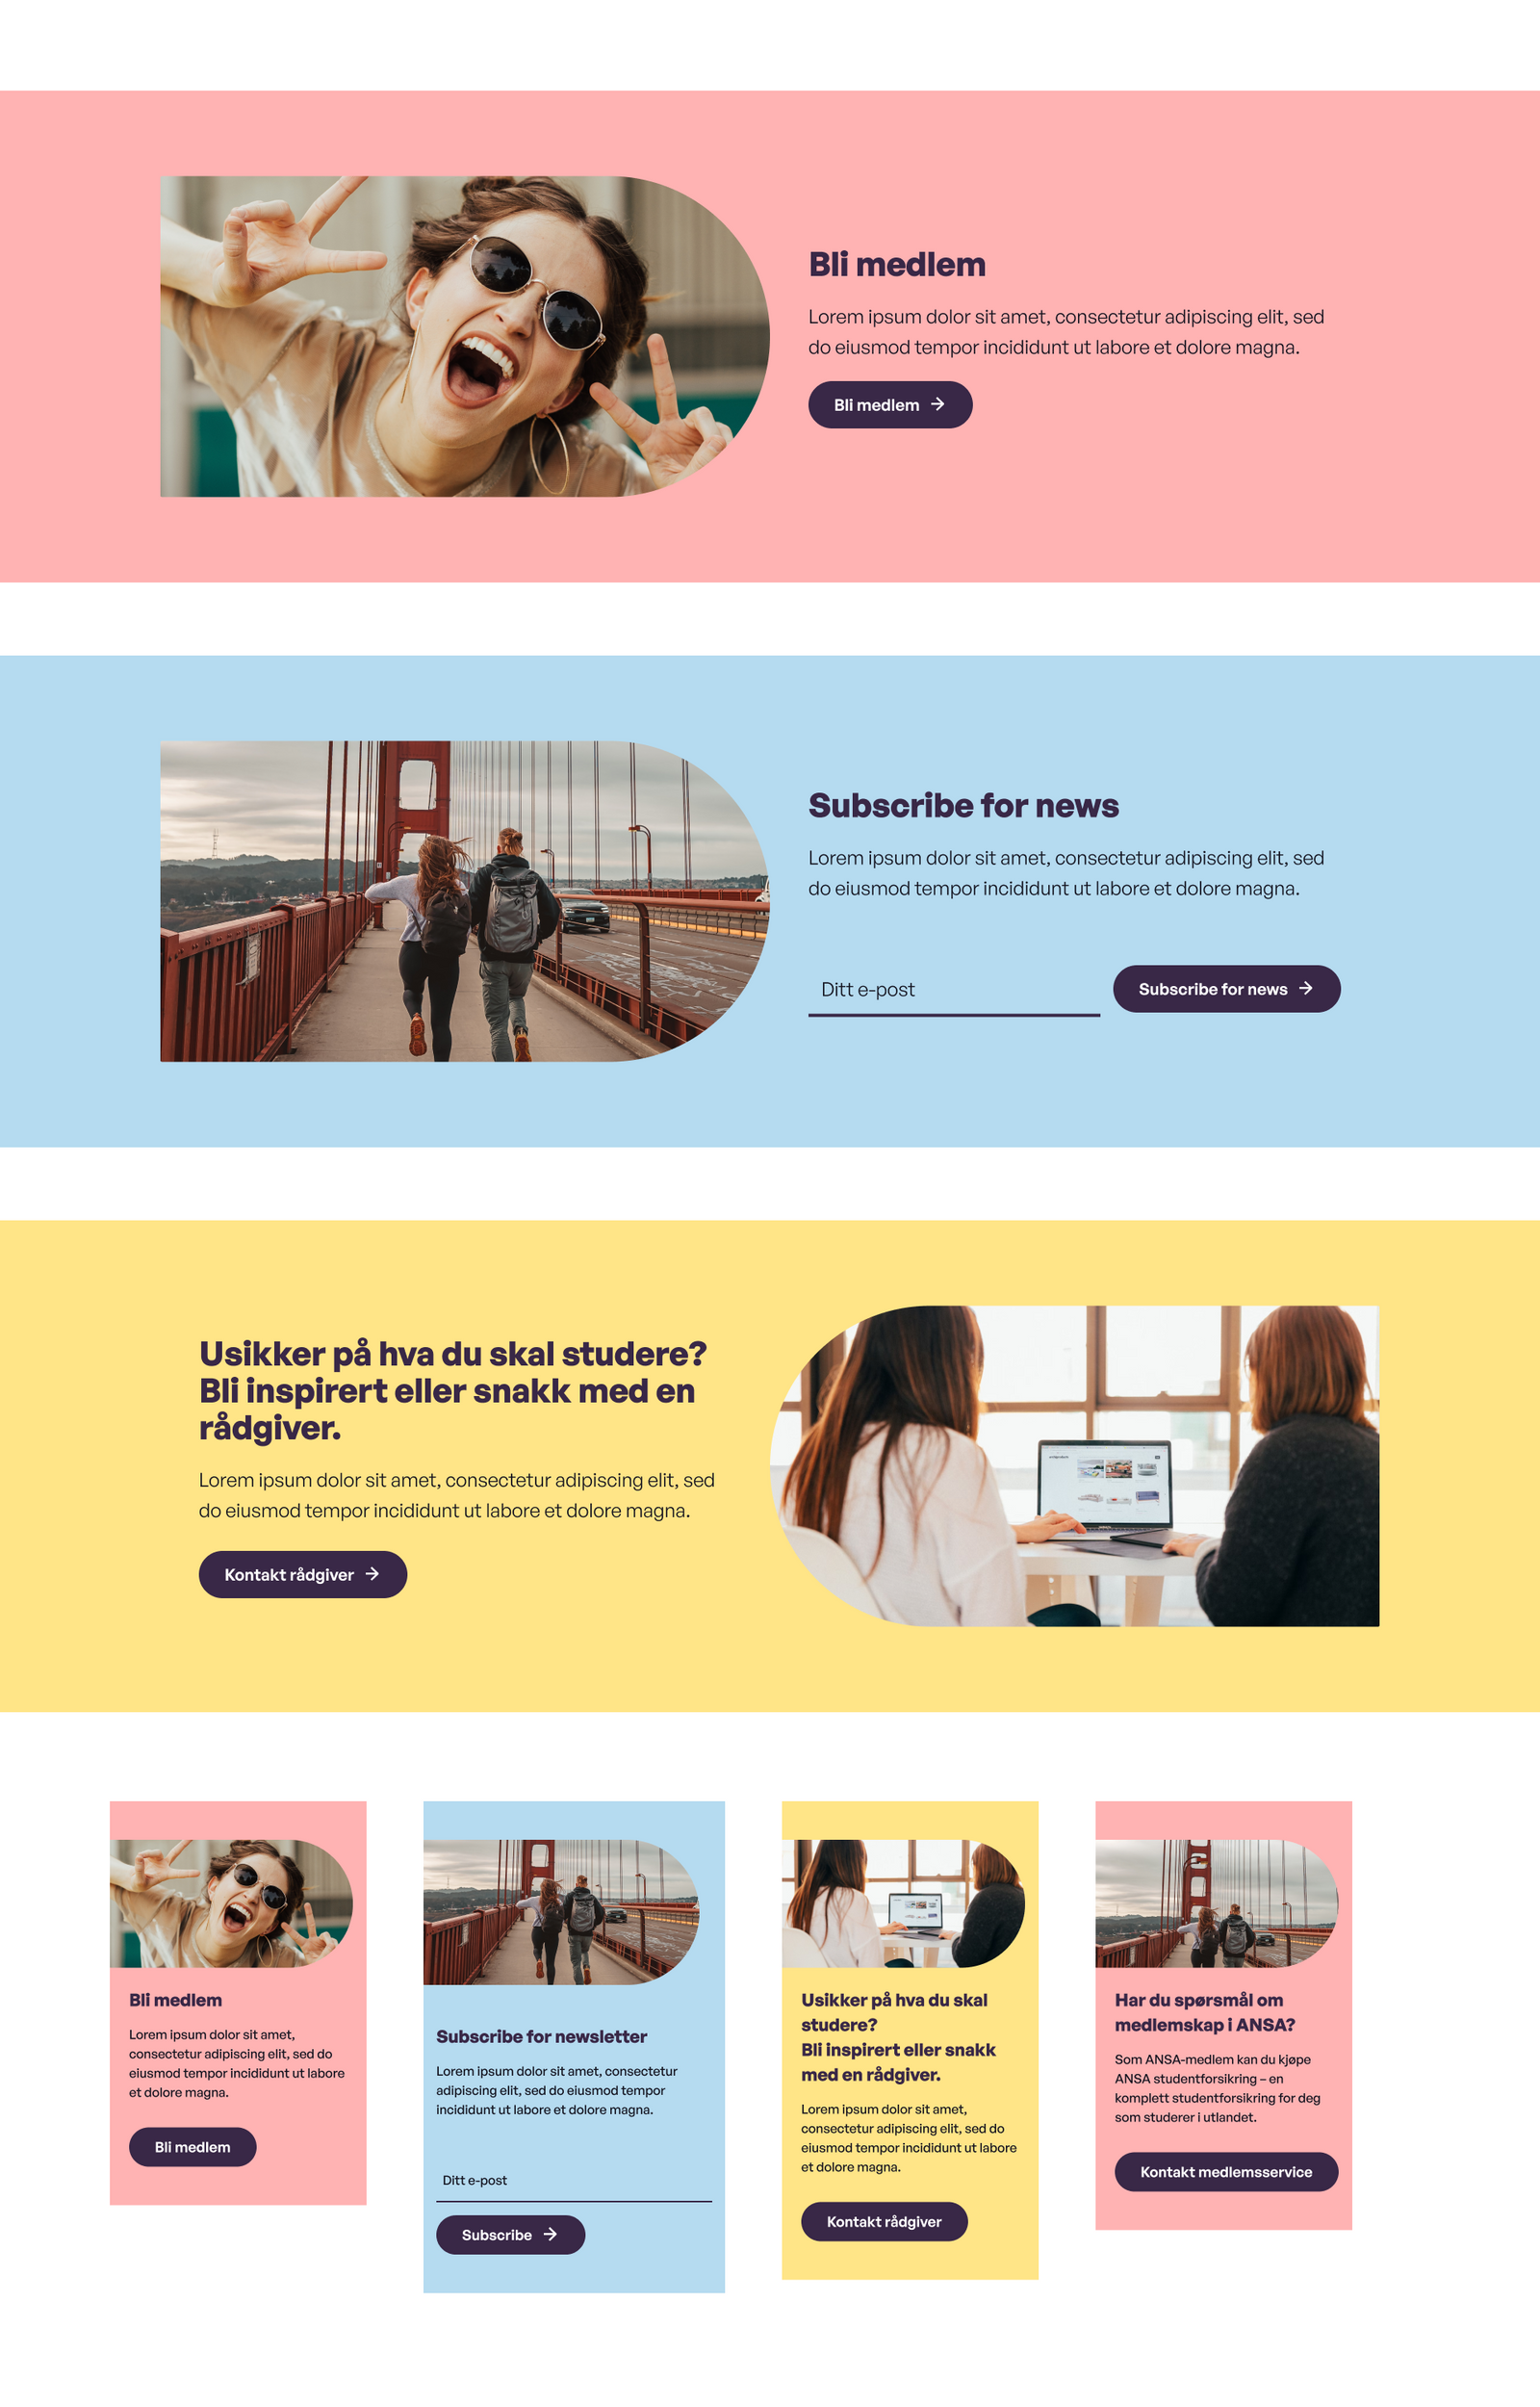 Bli medlem
Lorem ipsum dolor sit amet, consectetur adipiscing elit, sed
do eiusmod tempor incididunt ut labore et dolore magna.
Bli medlem
Subscribe for news
Lorem ipsum dolor sit amet, consectetur adipiscing elit, sed
do eiusmod tempor incididunt ut labore et dolore magna.
Ditt e-post
Subscribe for news
Usikker på hva du skal studere?
Bli inspirert eller snakk med en
rådgiver.
Lorem ipsum dolor sit amet, consectetur adipiscing elit, sed
do eiusmod tempor incididunt ut labore et dolore magna.
Kontakt rådgiver
Bli medlem
Lorem ipsum dolor sit amet,
consectetur adipiscing elit, sed do
eiusmod tempor incididunt ut labore
et dolore magna.
Bli medlem
Subscribe for newsletter
Lorem ipsum dolor sit amet, consectetur
adipiscing elit, sed do eiusmod tempor
incididunt ut labore et dolore magna.
Ditt e-post
Subscribe
Usikker på hva du skal
studere?
Bli inspirert eller snakk
med en rådgiver.
Lorem ipsum dolor sit amet,
consectetur adipiscing elit, sed do
eiusmod tempor incididunt ut labore
et dolore magna.
Kontakt rådgiver
Har du spørsmål om
medlemskap i ANSA?
Som ANSA-medlem kan du kjøpe
ANSA studentforsikring – en
komplett studentforsikring for deg
som studerer i utlandet.
Kontakt medlemsservice